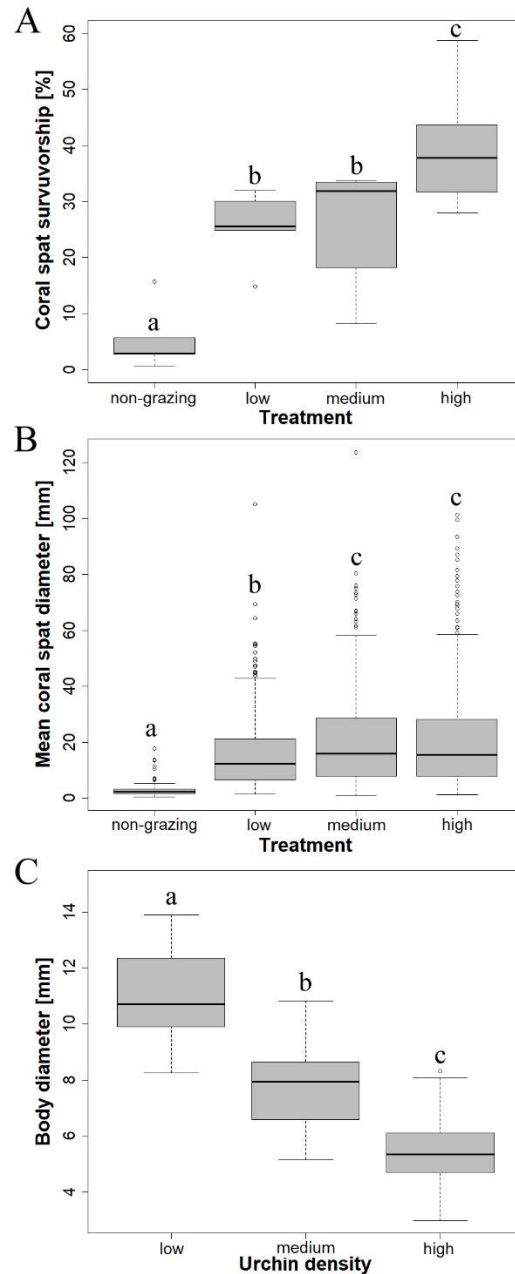 A
Coral spat survuvorship [%]
60
50
40
30
20
10
0
a
b
b
c
non-grazing low medium high
Treatment
B
Mean coral spat diameter [mm]
120
100
80
60
40
20
0
a
b
c
c
non-grazing low medium high
Treatment
C
Body diameter [mm]
14
12
10
8
6
4
a
b
c
low medium high
Urchin density